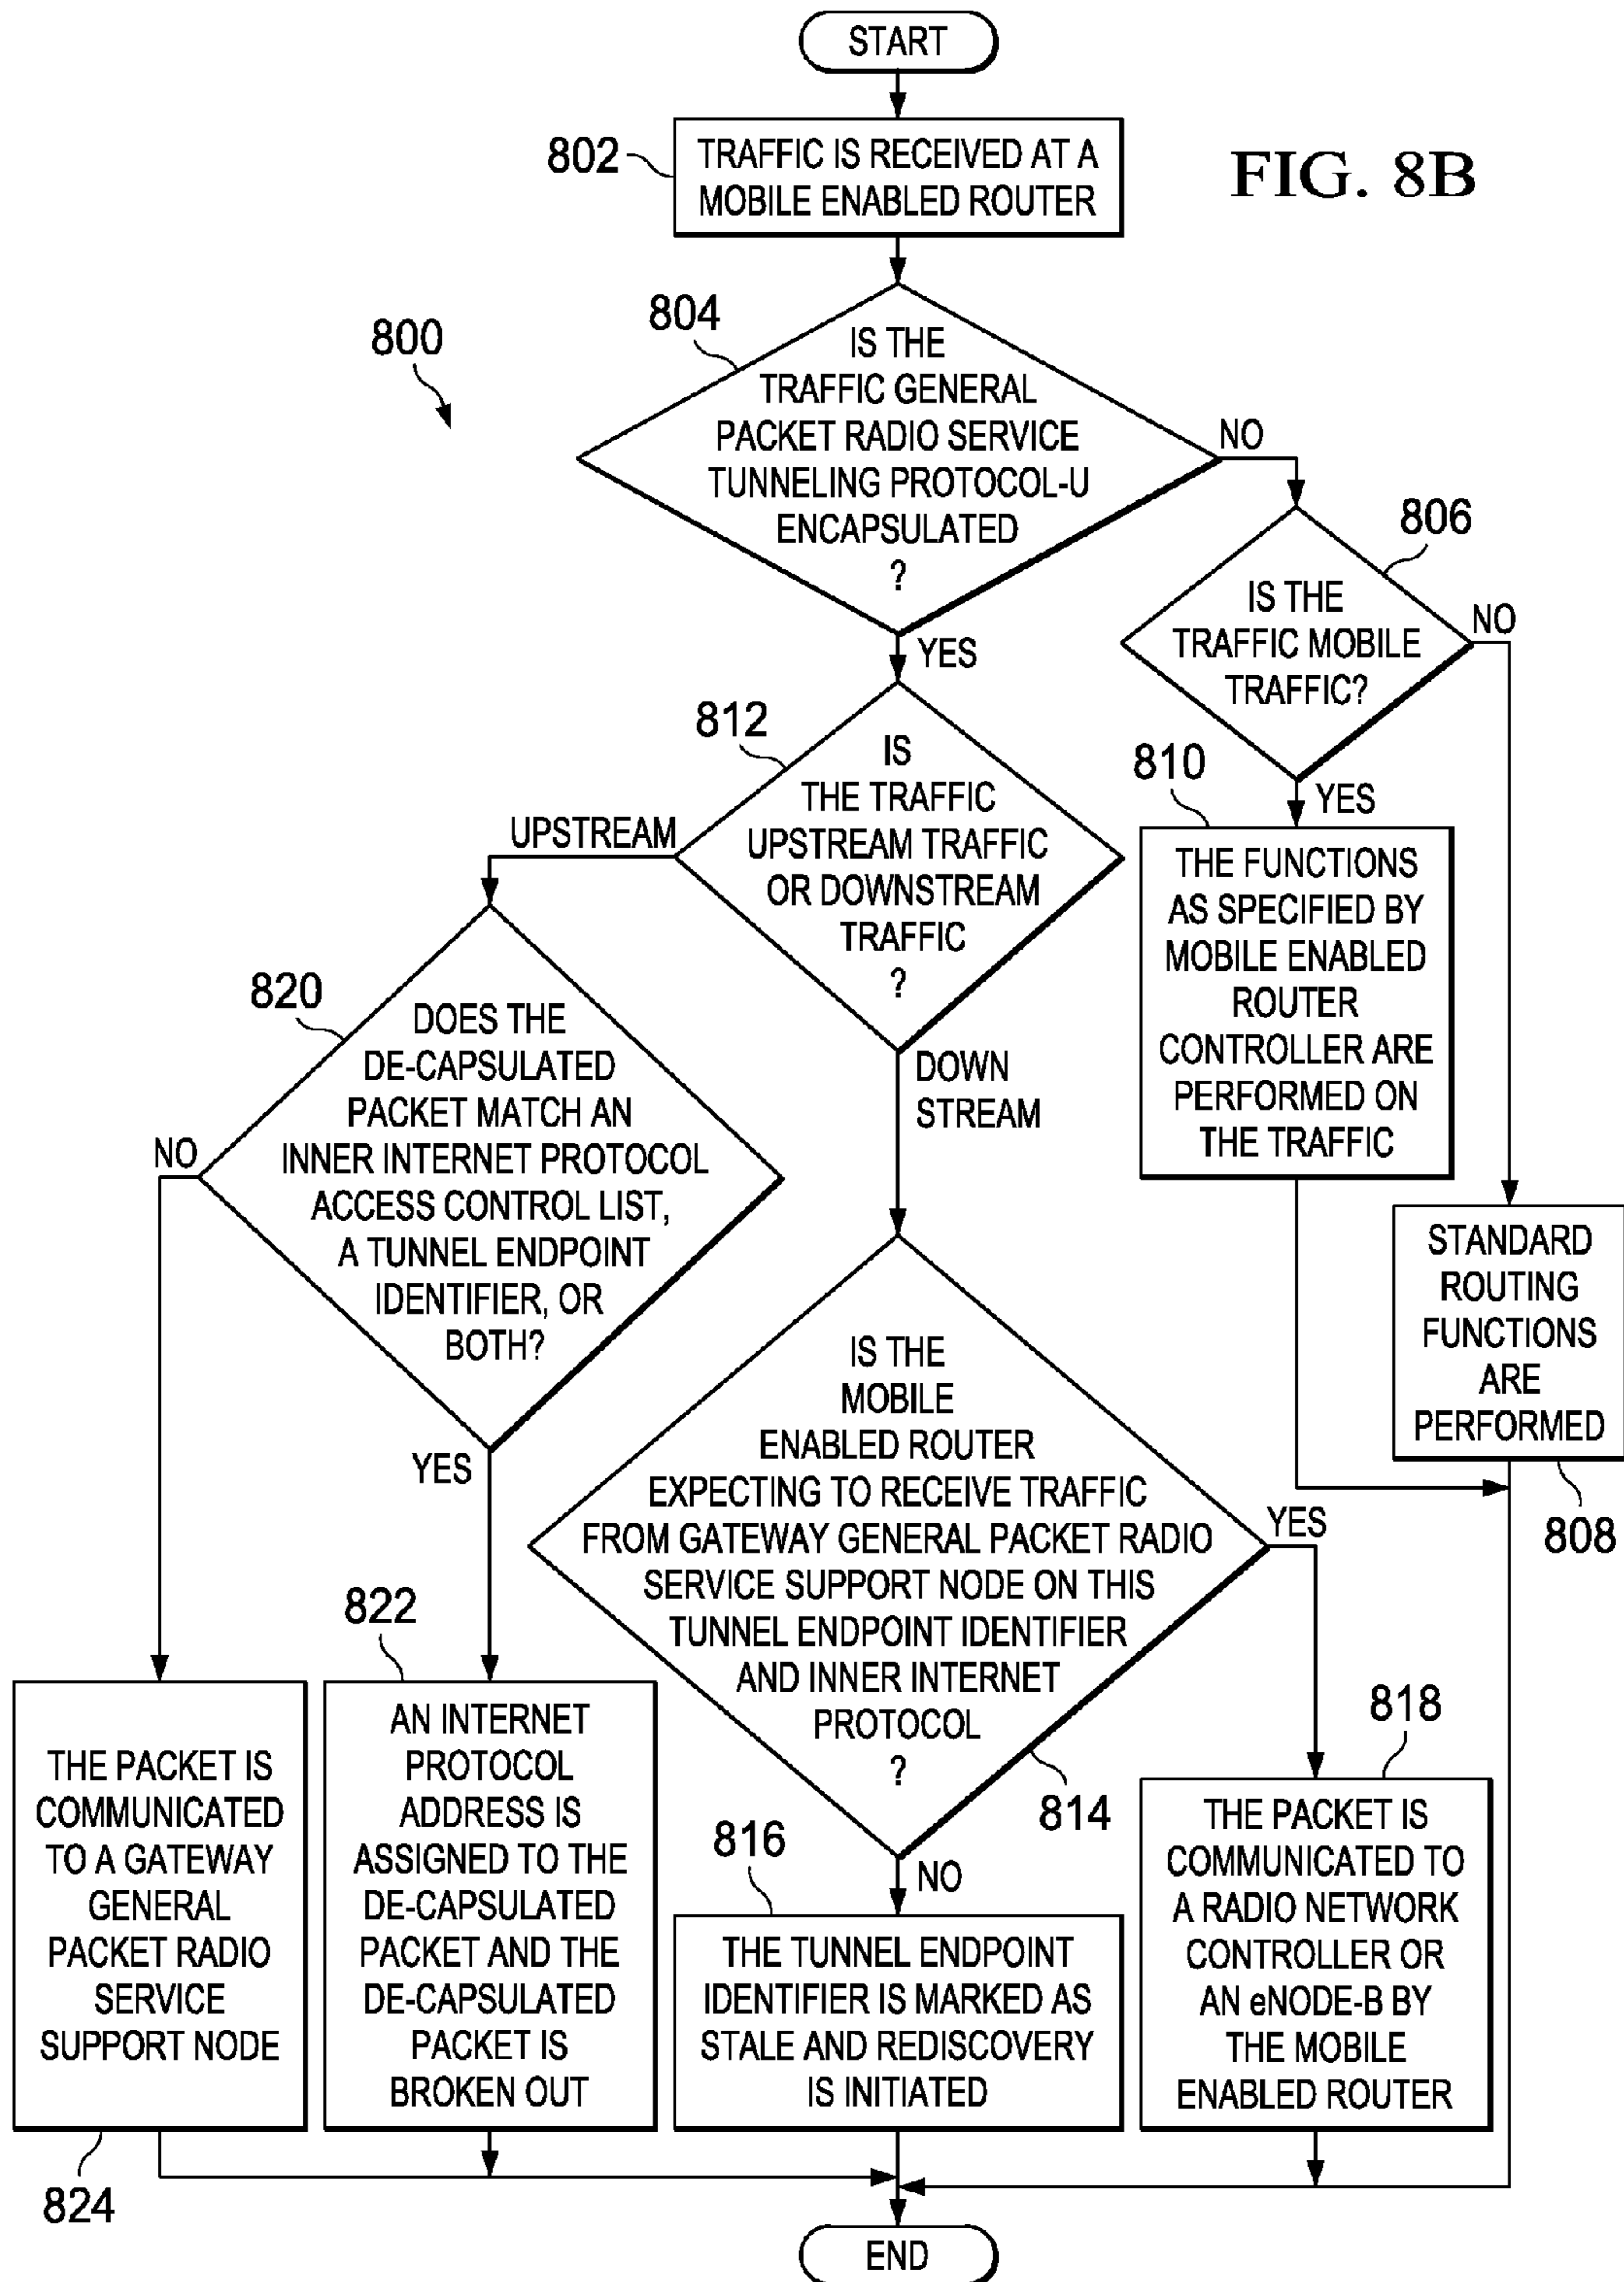 START
802
TRAFFIC IS RECEIVED AT A
MOBILE ENABLED ROUTER
FIG. 8B
800
804
IS THE
TRAFFIC GENERAL
PACKET RADIO SERVICE
TUNNELING PROTOCOL-U
ENCAPSULATED
?
NO
YES
806
IS THE
TRAFFIC MOBILE
TRAFFIC?
NO
YES
812
IS
THE TRAFFIC
UPSTREAM TRAFFIC
OR DOWNSTREAM
TRAFFIC
?
UPSTREAM
DOWN
STREAM
810
THE FUNCTIONS
AS SPECIFIED BY
MOBILE ENABLED
ROUTER
CONTROLLER ARE
PERFORMED ON
THE TRAFFIC
820
DOES THE
DE-CAPSULATED
PACKET MATCH AN
INNER INTERNET PROTOCOL
ACCESS CONTROL LIST,
A TUNNEL ENDPOINT
IDENTIFIER, OR
BOTH?
NO
YES
STANDARD
ROUTING
FUNCTIONS
ARE
PERFORMED
808
IS THE
MOBILE
ENABLED ROUTER
EXPECTING TO RECEIVE TRAFFIC
FROM GATEWAY GENERAL PACKET RADIO
SERVICE SUPPORT NODE ON THIS
TUNNEL ENDPOINT IDENTIFIER
AND INNER INTERNET
PROTOCOL
?
YES
814
NO
THE PACKET IS
COMMUNICATED
TO A GATEWAY
GENERAL
PACKET RADIO
SERVICE
SUPPORT NODE
824
822
AN INTERNET
PROTOCOL
ADDRESS IS
ASSIGNED TO THE
DE-CAPSULATED
PACKET AND THE
DE-CAPSULATED
PACKET IS
BROKEN OUT
816
THE TUNNEL ENDPOINT
IDENTIFIER IS MARKED AS
STALE AND REDISCOVERY
IS INITIATED
818
THE PACKET IS
COMMUNICATED TO
A RADIO NETWORK
CONTROLLER OR
AN eNODE-B BY
THE MOBILE
ENABLED ROUTER
END